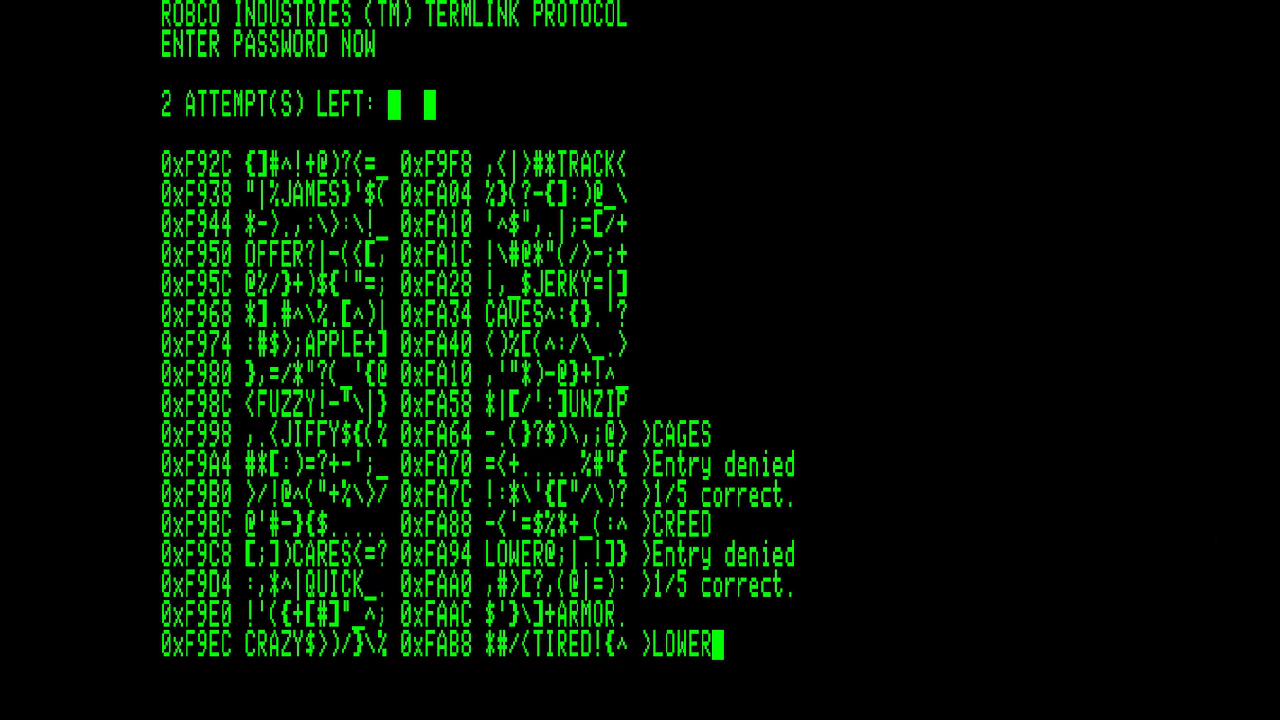 ROBCO INDUSTRIES (TM) TERMLINK PROTOCOL
ENTER PASSWORD NOW
2 ATTEMPT(S) LEFT: █ █
0xF92C {]#^!+@)?<=_ 0xF9F8 ,<|>#*TRACK<
0xF938 "|%JAMES}'$( 0xFA04 %}(?-{]:)@_\
0xF944 *->.,:\>:\!_ 0xFA10 '^$",.|;=[/+
0xF950 OFFER?|-(<[; 0xFA1C !\#@*"(/>-;+
0xF95C @%/}+)${'"=; 0xFA28 !,_$JERKY=|]
0xF968 *].#^\%.[^)| 0xFA34 CAVES^:{}.'?
0xF974 :#$>;APPLE+] 0xFA40 <)%[(^:/\_.>
0xF980 },=/*"?(_'{@ 0xFA10 ,'"*)-@}+!^_
0xF98C <FUZZY!-"\|} 0xFA58 *|[/':]UNZIP
0xF998 ,.<JIFFY${(% 0xFA64 -.(}?$)\,;@> >CAGES
0xF9A4 #*[:)=?+-';_ 0xFA70 =<+.....%#"{ >Entry denied
0xF9B0 >/!@^("+%\>/ 0xFA7C !:*\'{["/\)? >1/5 correct.
0xF9BC @'#-}{$..... 0xFA88 -<'=$%*+_(:^ >CREED
0xF9C8 [;])CARES<=? 0xFA94 LOWER@;|.!]} >Entry denied
0xF9D4 :,*^|QUICK_. 0xFAA0 ,#>[?,(@|=): >1/5 correct.
0xF9E0 !'({+[#]"_^; 0xFAAC $'}\]+ARMOR.
0xF9EC CRAZY$>)/}\% 0xFAB8 *#/<TIRED!{^ >LOWER█